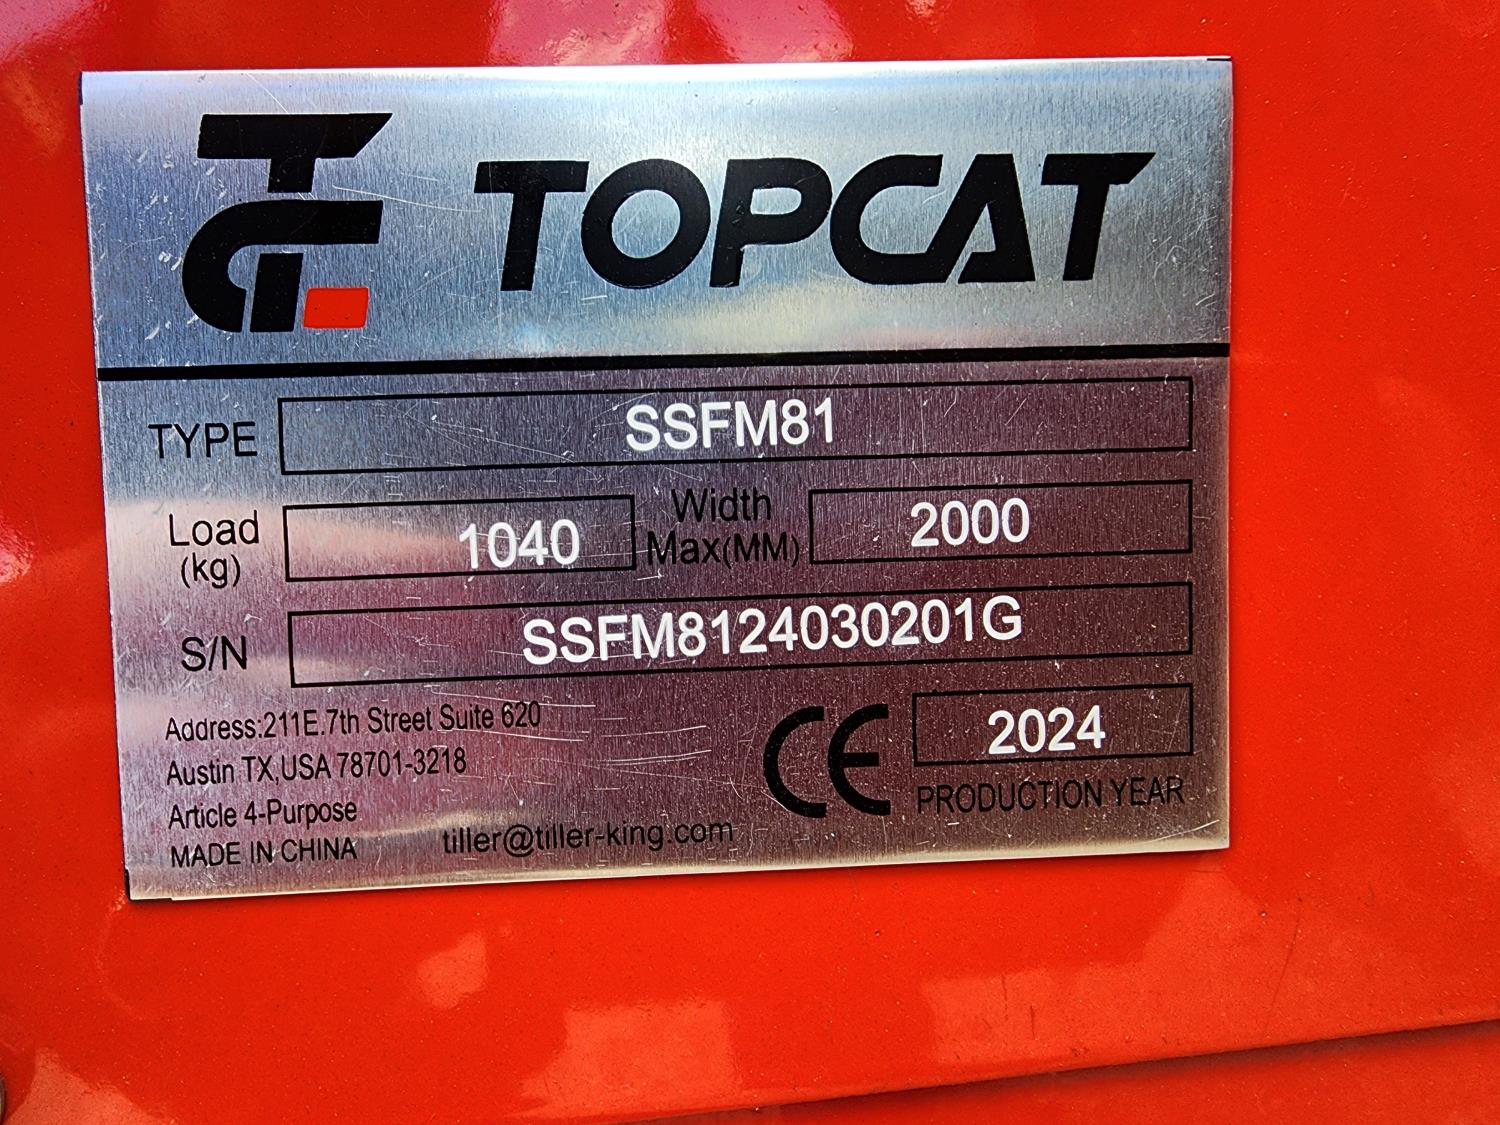 TC TOPCAT
TYPE SSFM81
Load (kg) 1040 Width Max(MM) 2000
S/N SSFM8124030201G
Address:211E.7th Street Suite 620
Austin TX,USA 78701-3218
Article 4-Purpose
MADE IN CHINA tiller@tiller-king.com
CE 2024
PRODUCTION YEAR